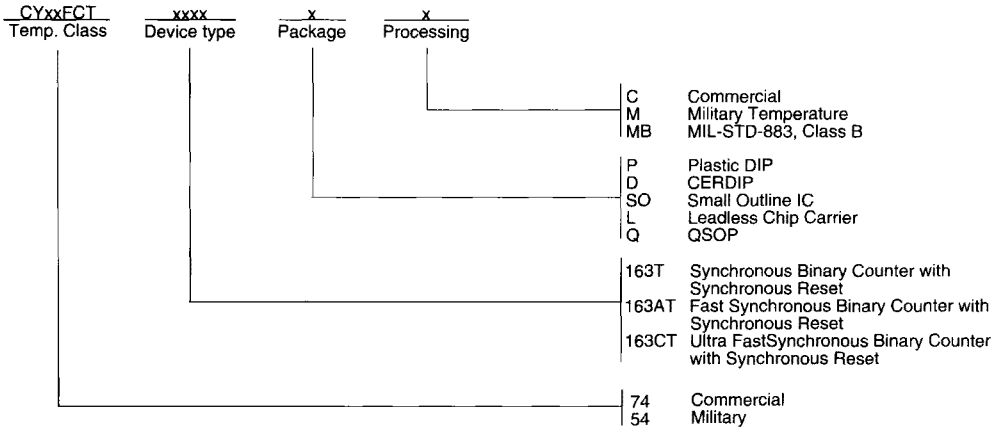 CYxxFCT xxxx x x
Temp. Class Device type Package Processing
C Commercial
M Military Temperature
MB MIL-STD-883, Class B
P Plastic DIP
D CERDIP
SO Small Outline IC
L Leadless Chip Carrier
Q QSOP
163T Synchronous Binary Counter with
Synchronous Reset
163AT Fast Synchronous Binary Counter with
Synchronous Reset
163CT Ultra FastSynchronous Binary Counter
with Synchronous Reset
74 Commercial
54 Military